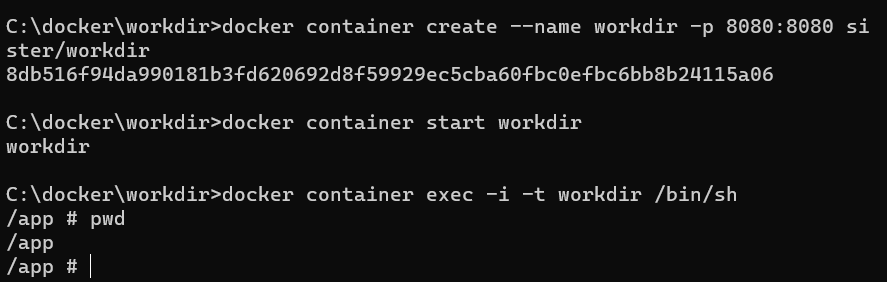 C:\docker\workdir>docker container create --name workdir -p 8080:8080 si
ster/workdir
8db516f94da990181b3fd620692d8f59929ec5cba60fbc0efbc6bb8b24115a06
C:\docker\workdir>docker container start workdir
workdir
C:\docker\workdir>docker container exec -i -t workdir /bin/sh
/app # pwd
/app
/app #